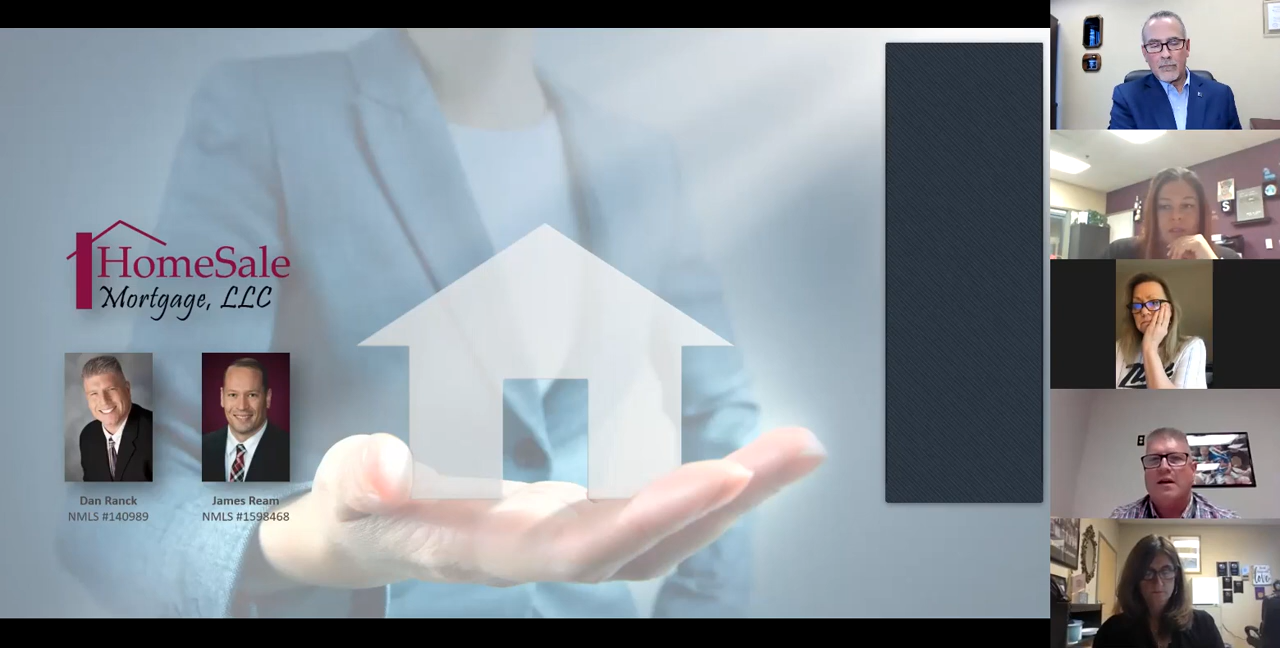 HomeSale
Mortgage, LLC
Dan Ranck
NMLS #140989
James Ream
NMLS #1598468